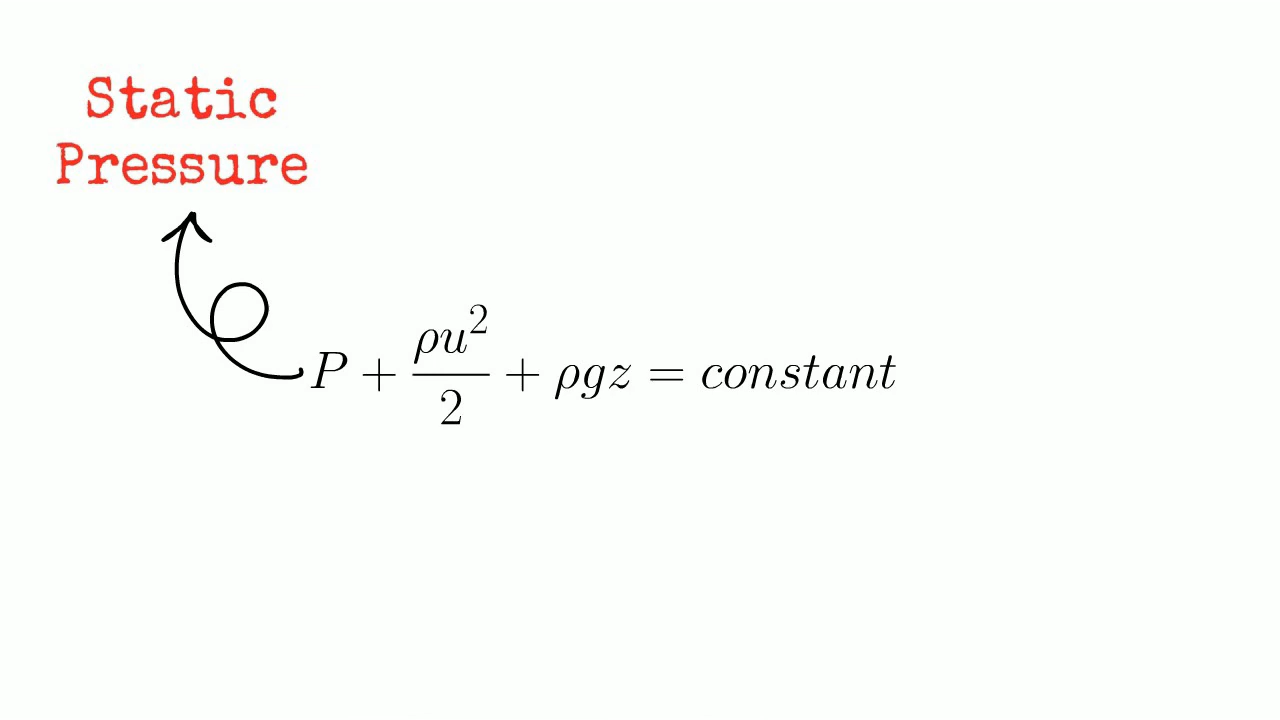 Static
Pressure
P + ρu²/2 + ρgz = constant